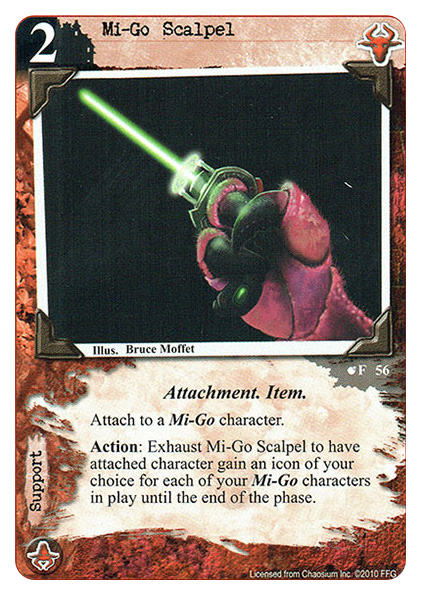 2
Mi-Go Scalpel
Illus. Bruce Moffet
F 56
Attachment. Item.
Attach to a Mi-Go character.
Action: Exhaust Mi-Go Scalpel to have
attached character gain an icon of your
choice for each of your Mi-Go characters
in play until the end of the phase.
Support
Licensed from Chaosium Inc. ©2010 FFG